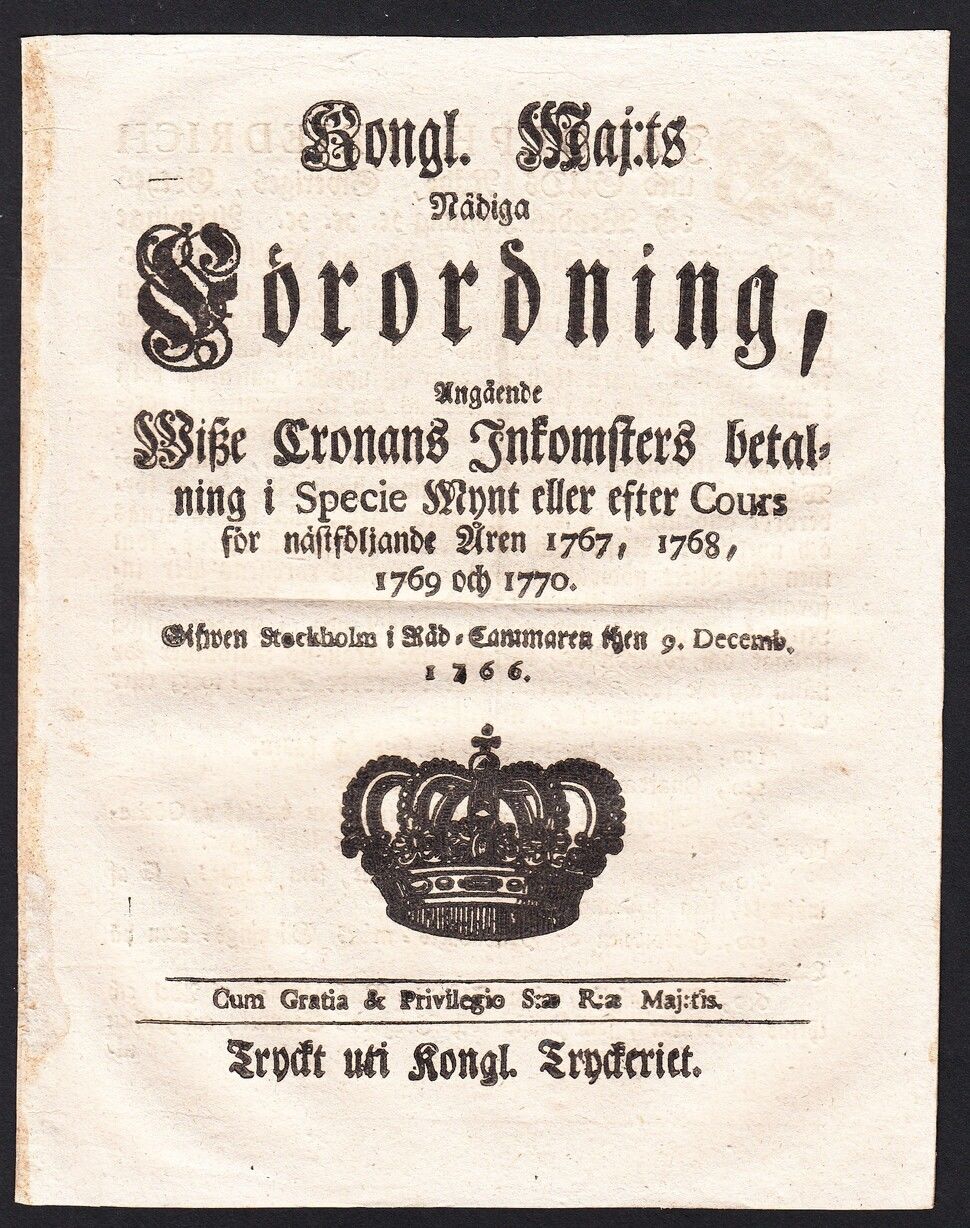 Kongl. Maj:ts
Nådiga
Förordning,
Angående
Wiße Cronans Inkomsters betal-
ning i Specie Mynt eller efter Cours
för nästföljande Åren 1767, 1768,
1769 och 1770.
Gifwen Stockholm i Råd-Cammaren then 9. Decemb.
1766.
Cum Gratia & Privilegio S:æ R:æ Maj:tis.
Tryckt uti Kongl. Tryckeriet.